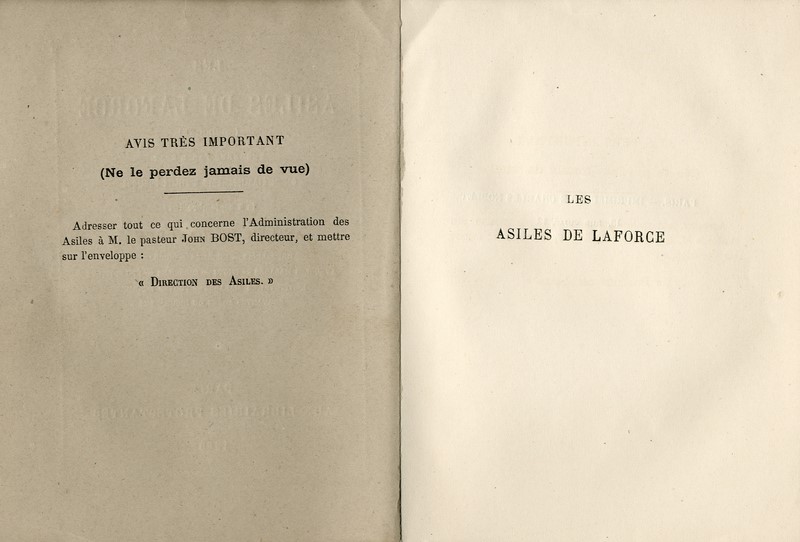 AVIS TRÈS IMPORTANT
(Ne le perdez jamais de vue)
Adresser tout ce qui concerne l'Administration des
Asiles à M. le pasteur JOHN BOST, directeur, et mettre
sur l'enveloppe :
« DIRECTION DES ASILES. »
LES
ASILES DE LAFORCE